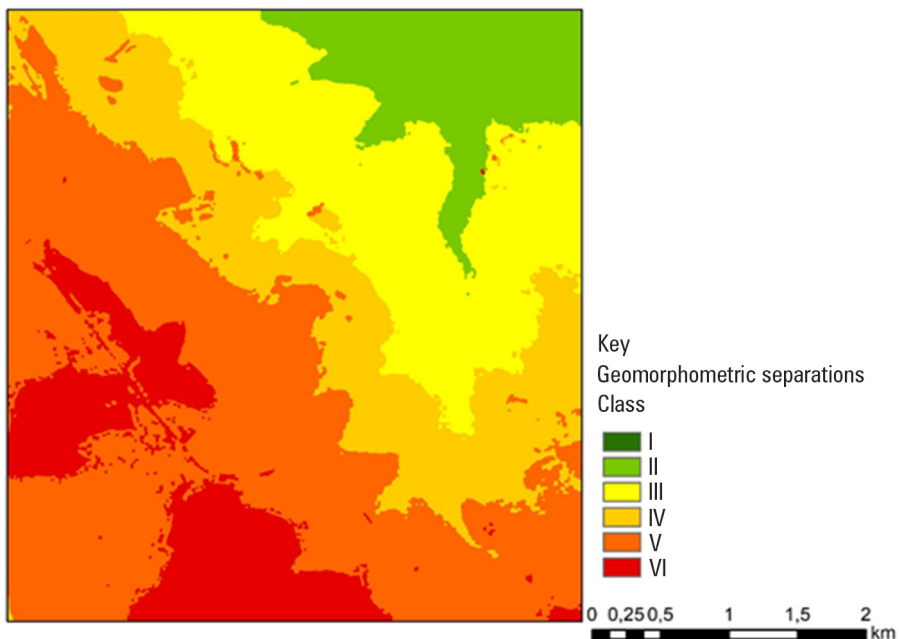 Key
Geomorphometric separations
Class
I
II
III
IV
V
VI
0 0,25 0,5 1 1,5 2
km